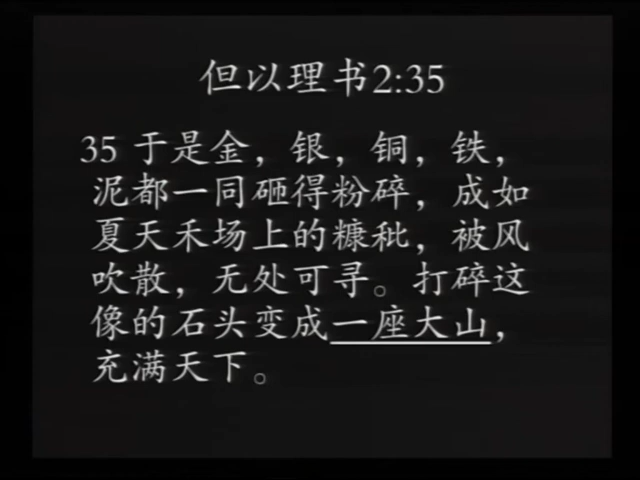 但以理书2:35
35 于是金，银，铜，铁，
泥都一同砸得粉碎，成如
夏天禾场上的糠秕，被风
吹散，无处可寻。打碎这
像的石头变成一座大山，
充满天下。